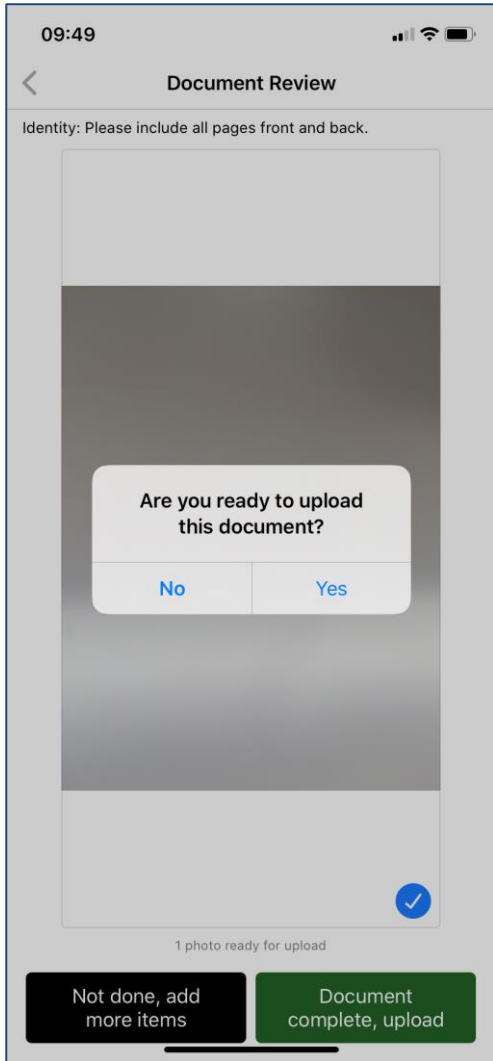 09:49
Document Review
Identity: Please include all pages front and back.
Are you ready to upload
this document?
No Yes
1 photo ready for upload
Not done, add
more items
Document
complete, upload